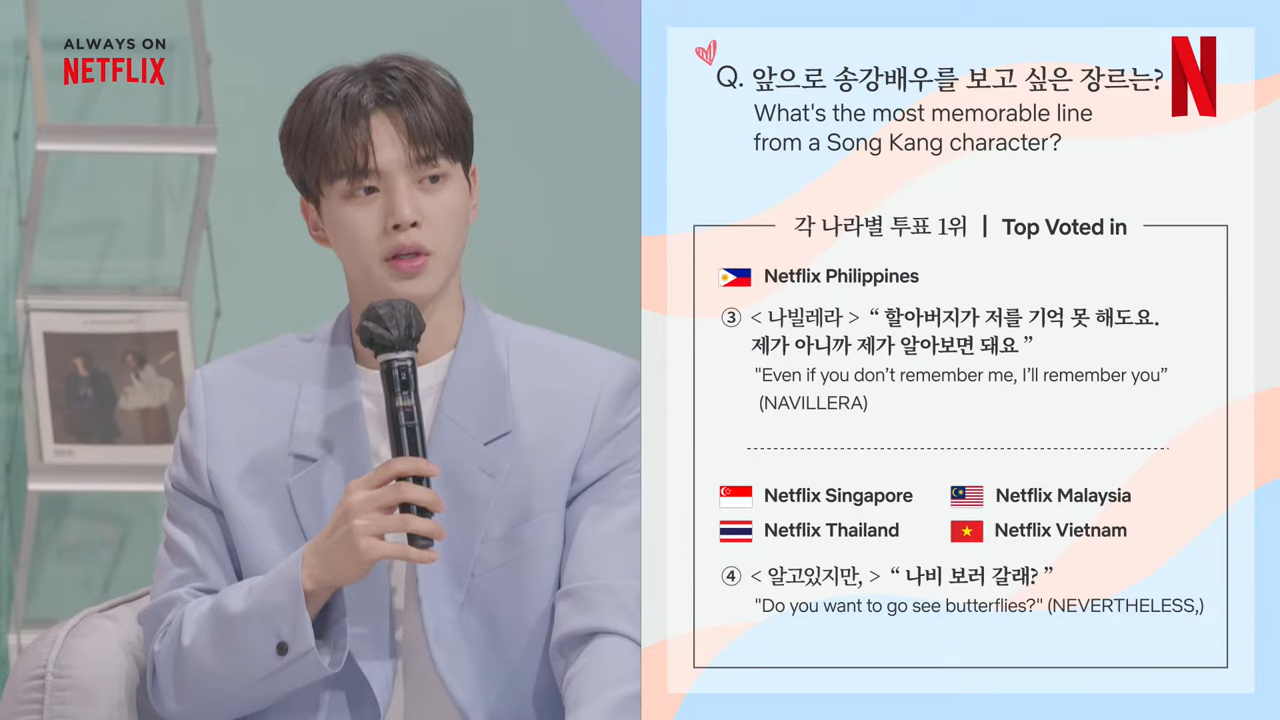 ALWAYS ON
NETFLIX
N
Q. 앞으로 송강배우를 보고 싶은 장르는?
What's the most memorable line
from a Song Kang character?
각 나라별 투표 1위 | Top Voted in
Netflix Philippines
③ < 나빌레라 > “ 할아버지가 저를 기억 못 해도요.
제가 아니까 제가 알아보면 돼요 ”
"Even if you don’t remember me, I’ll remember you”
(NAVILLERA)
Netflix Singapore
Netflix Malaysia
Netflix Thailand
Netflix Vietnam
④ < 알고있지만, > “ 나비 보러 갈래? ”
"Do you want to go see butterflies?" (NEVERTHELESS,)